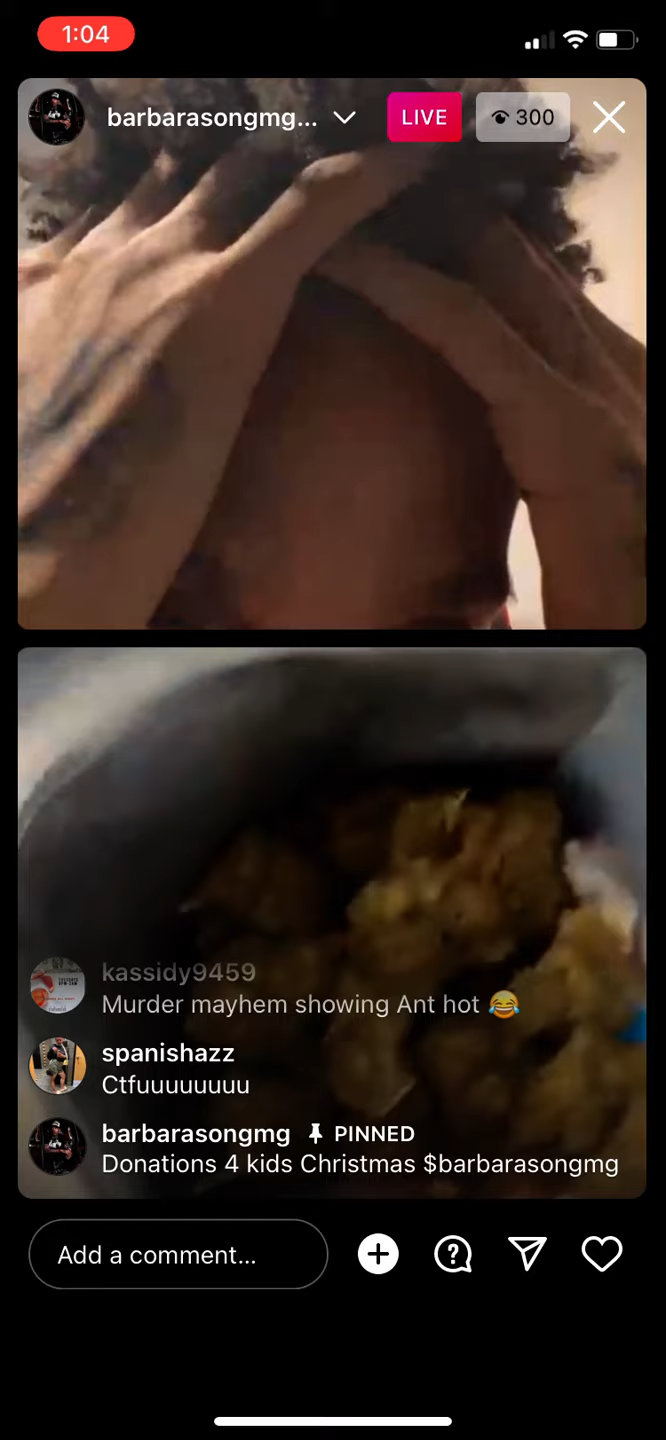 1:04
barbarasongmg...
LIVE
300
kassidy9459
Murder mayhem showing Ant hot 😂
spanishazz
Ctfuuuuuuuu
barbarasongmg PINNED
Donations 4 kids Christmas $barbarasongmg
Add a comment...